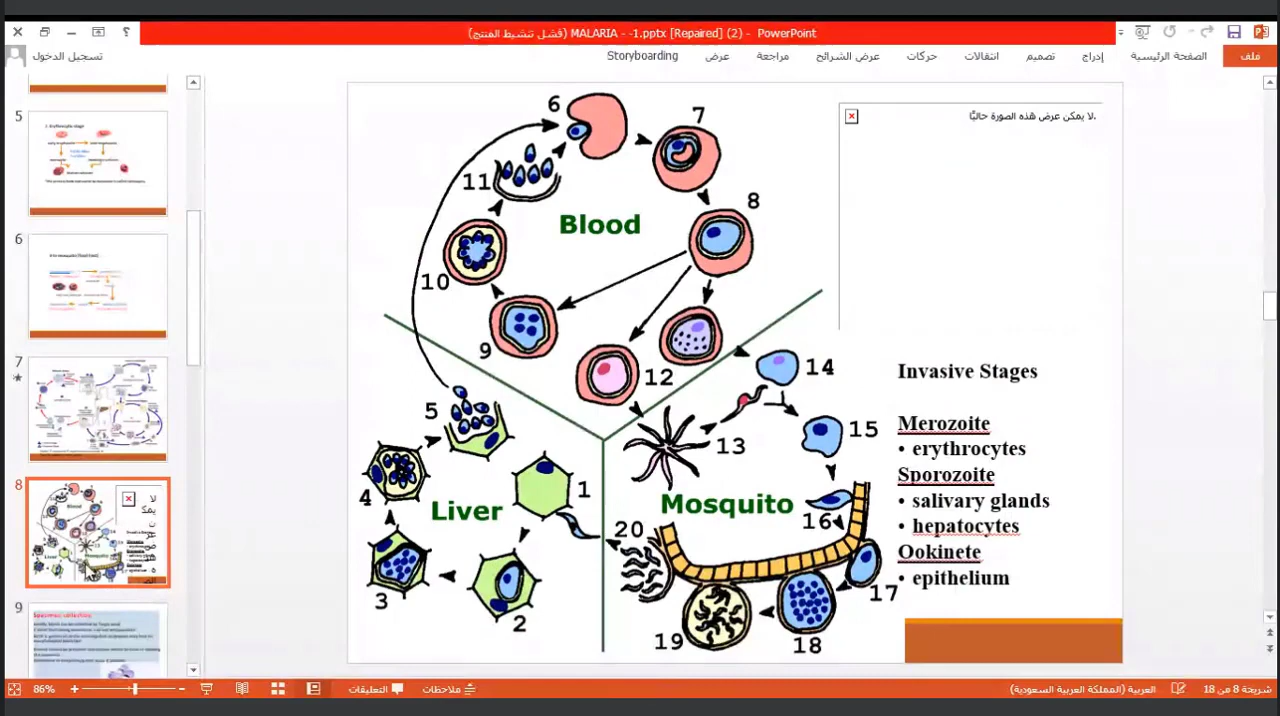 MALARIA - -1.pptx [Repaired] (2) - PowerPoint (فشل تنشيط المنتج)
ملف
الصفحة الرئيسية
إدراج
تصميم
انتقالات
حركات
عرض الشرائح
مراجعة
عرض
Storyboarding
تسجيل الدخول
5
6
7
8
9
6
7
8
11
Blood
10
9
12
14
5
13
15
4
1
Liver
Mosquito
16
20
3
2
17
19
18
لا يمكن عرض هذه الصورة حاليًا.
Invasive Stages
Merozoite
• erythrocytes
Sporozoite
• salivary glands
• hepatocytes
Ookinete
• epithelium
شريحة 8 من 18
العربية (المملكة العربية السعودية)
ملاحظات
التعليقات
86%